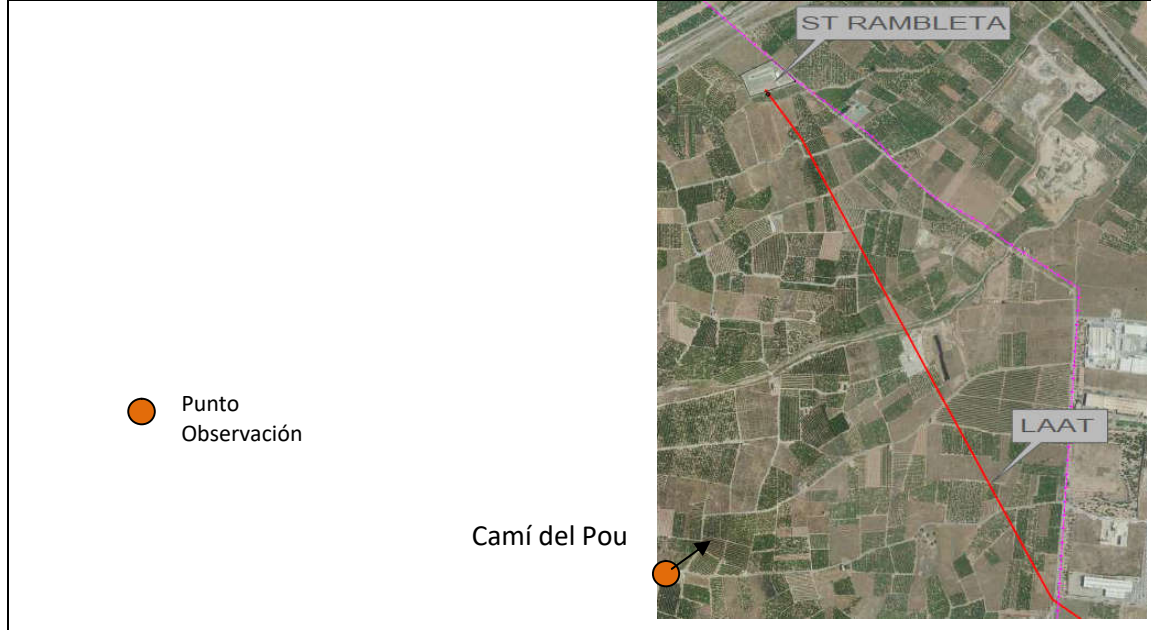 ST RAMBLETA
Punto
Observación
LAAT
Camí del Pou